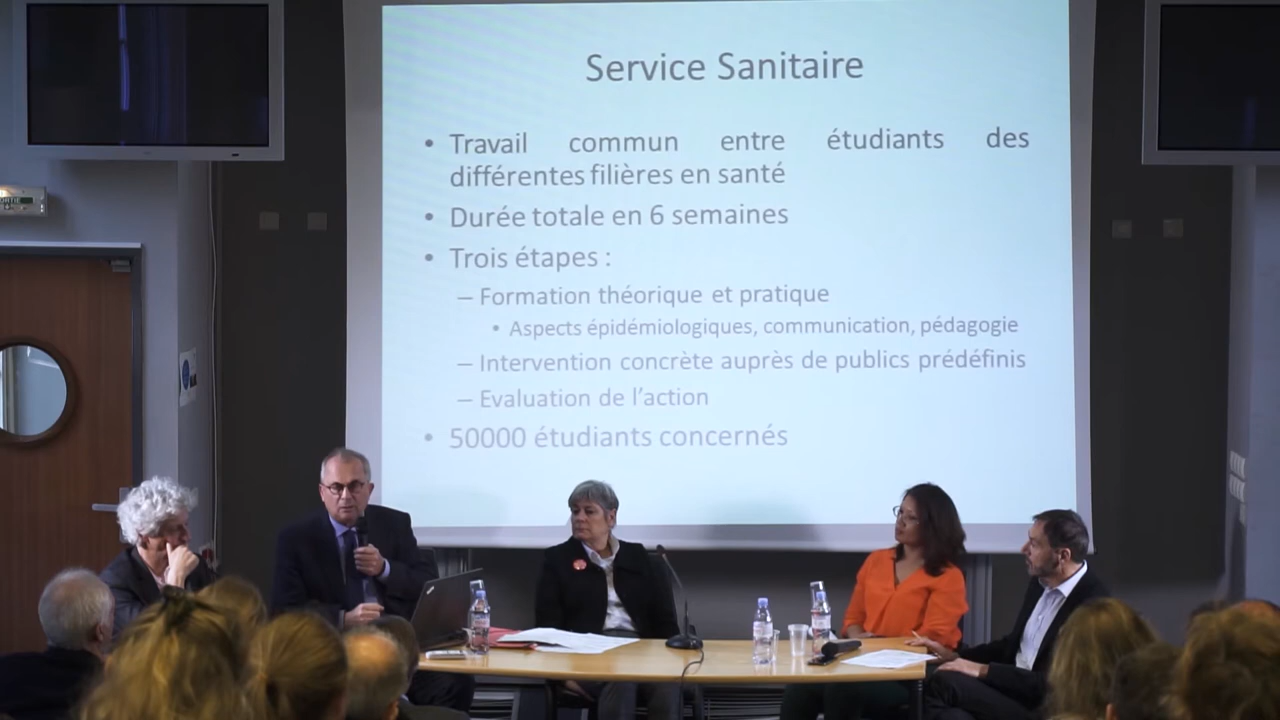 Service Sanitaire
• Travail commun entre étudiants des
différentes filières en santé
• Durée totale en 6 semaines
• Trois étapes :
– Formation théorique et pratique
• Aspects épidémiologiques, communication, pédagogie
– Intervention concrète auprès de publics prédéfinis
– Evaluation de l'action
• 50000 étudiants concernés